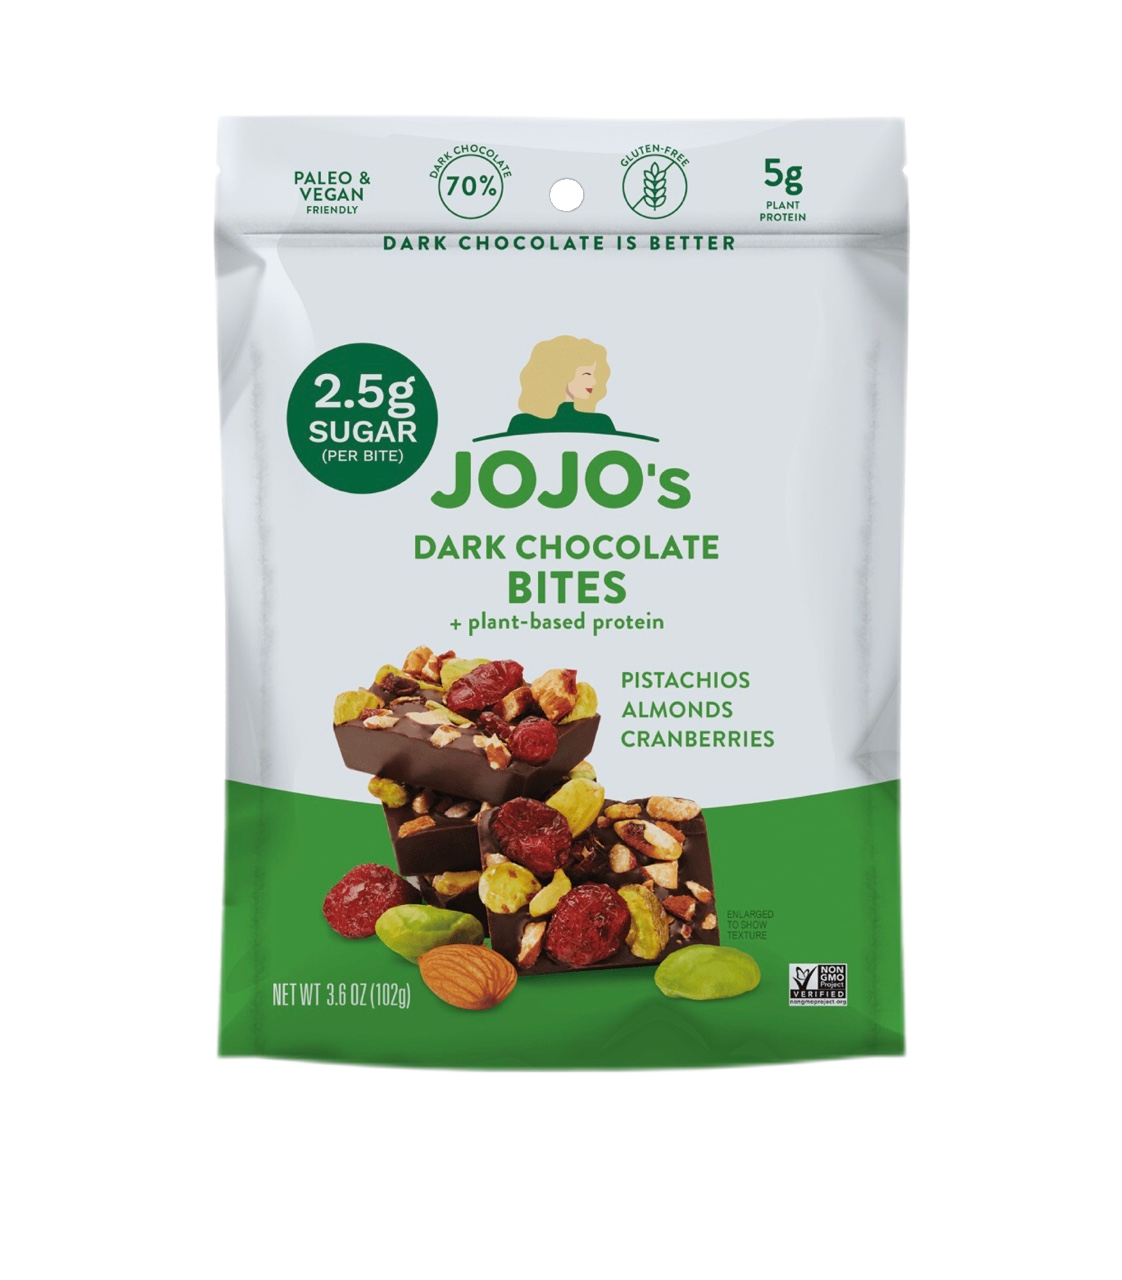 PALEO &
VEGAN
FRIENDLY
DARK CHOCOLATE
70%
GLUTEN-FREE
5g
PLANT
PROTEIN
DARK CHOCOLATE IS BETTER
2.5g
SUGAR
(PER BITE)
JOJO's
DARK CHOCOLATE
BITES
+ plant-based protein
PISTACHIOS
ALMONDS
CRANBERRIES
ENLARGED
TO SHOW
TEXTURE
NET WT 3.6 OZ (102g)
NON
GMO
Project
VERIFIED
nongmoproject.org